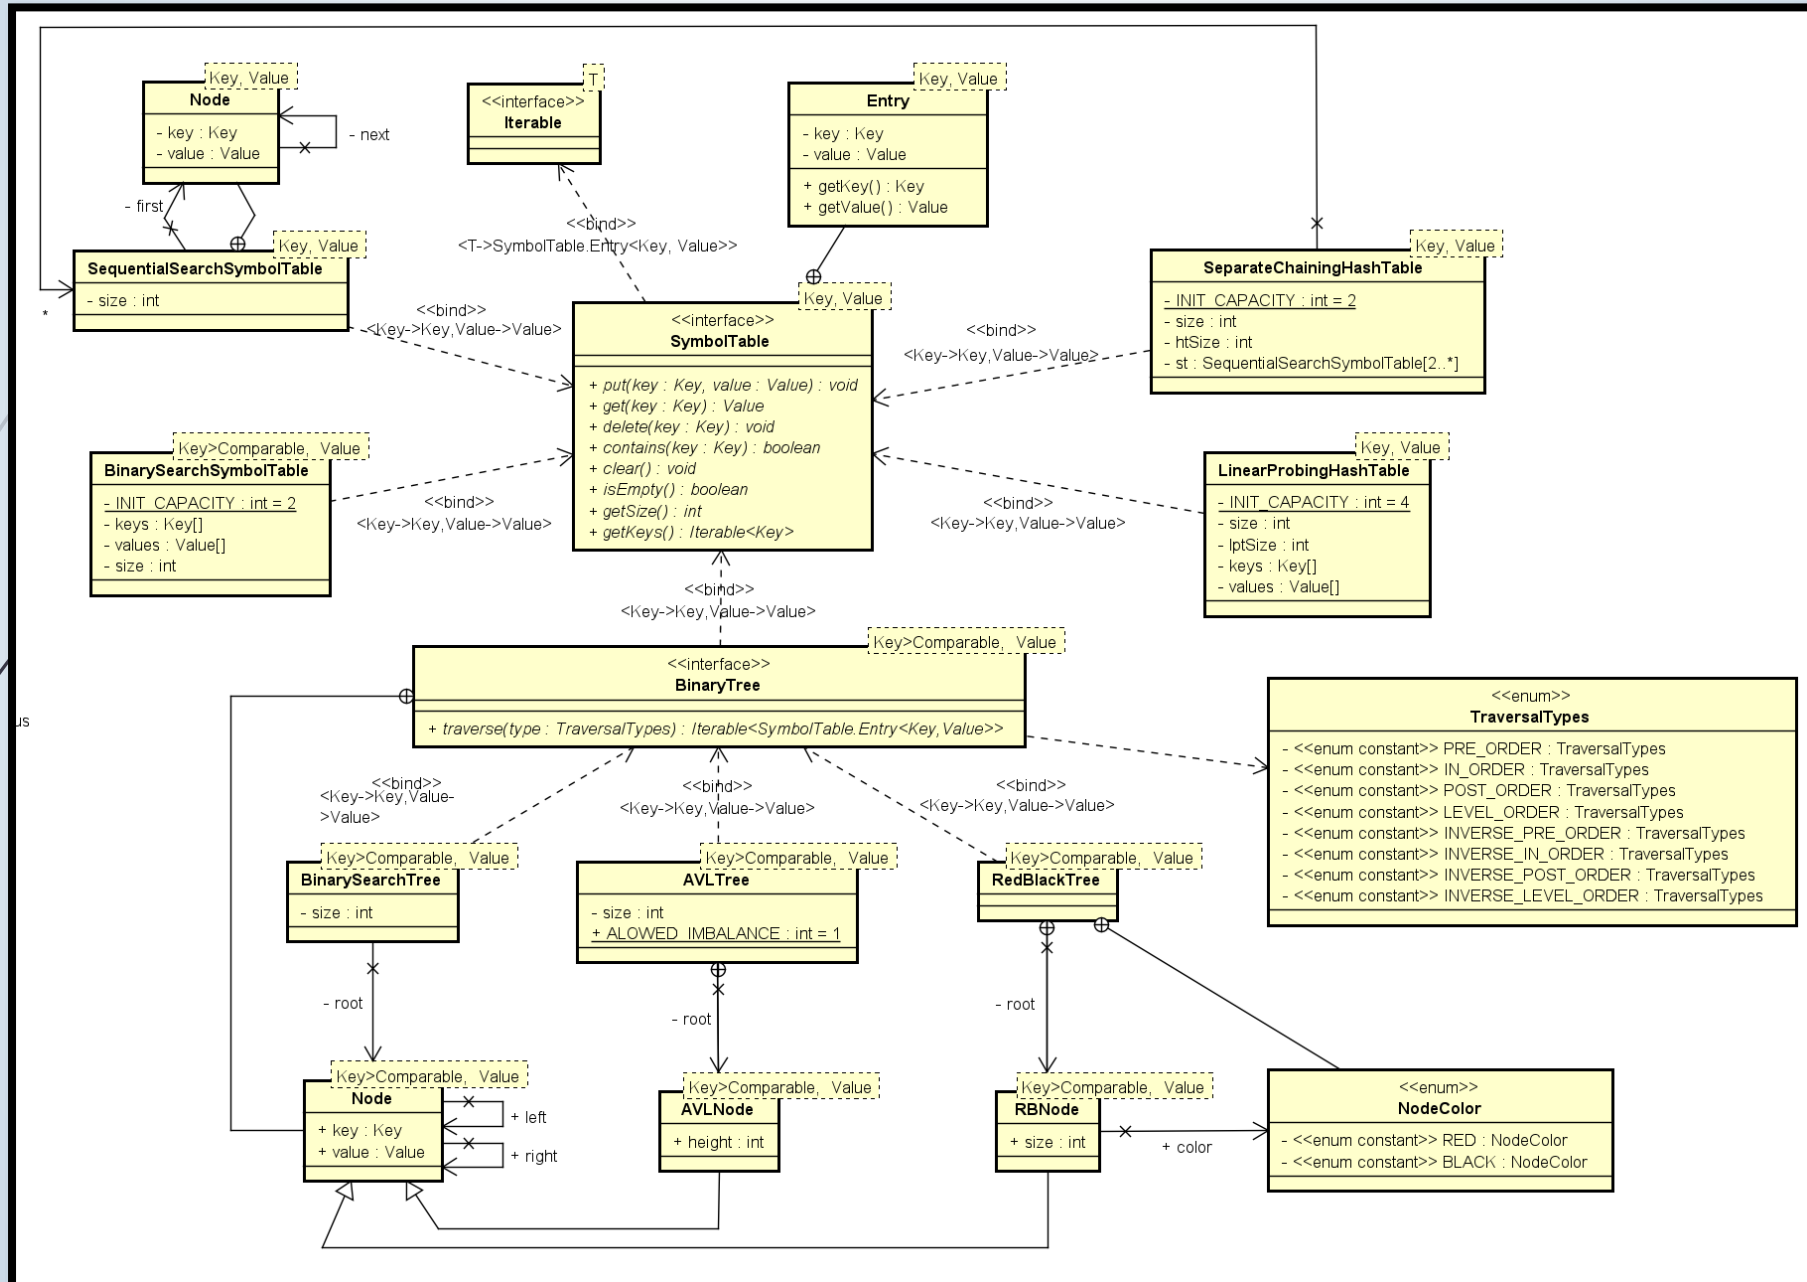 Key, Value
Node
- key : Key
- value : Value
- next
- first
T
<<interface>>
Iterable
Key, Value
Entry
- key : Key
- value : Value
+ getKey() : Key
+ getValue() : Value
<<bind>>
<T->SymbolTable.Entry<Key, Value>>
Key, Value
SequentialSearchSymbolTable
- size : int
*
<<bind>>
<Key->Key,Value->Value>
Key, Value
<<interface>>
SymbolTable
+ put(key : Key, value : Value) : void
+ get(key : Key) : Value
+ delete(key : Key) : void
+ contains(key : Key) : boolean
+ clear() : void
+ isEmpty() : boolean
+ getSize() : int
+ getKeys() : Iterable<Key>
<<bind>>
<Key->Key,Value->Value>
Key, Value
SeparateChainingHashTable
- INIT_CAPACITY : int = 2
- size : int
- htSize : int
- st : SequentialSearchSymbolTable[2..*]
Key>Comparable, Value
BinarySearchSymbolTable
- INIT_CAPACITY : int = 2
- keys : Key[]
- values : Value[]
- size : int
<<bind>>
<Key->Key,Value->Value>
<<bind>>
<Key->Key,Value->Value>
Key, Value
LinearProbingHashTable
- INIT_CAPACITY : int = 4
- size : int
- lptSize : int
- keys : Key[]
- values : Value[]
<<bind>>
<Key->Key,Value->Value>
Key>Comparable, Value
<<interface>>
BinaryTree
+ traverse(type : TraversalTypes) : Iterable<SymbolTable.Entry<Key,Value>>
us
<<enum>>
TraversalTypes
- <<enum constant>> PRE_ORDER : TraversalTypes
- <<enum constant>> IN_ORDER : TraversalTypes
- <<enum constant>> POST_ORDER : TraversalTypes
- <<enum constant>> LEVEL_ORDER : TraversalTypes
- <<enum constant>> INVERSE_PRE_ORDER : TraversalTypes
- <<enum constant>> INVERSE_IN_ORDER : TraversalTypes
- <<enum constant>> INVERSE_POST_ORDER : TraversalTypes
- <<enum constant>> INVERSE_LEVEL_ORDER : TraversalTypes
<<bind>>
<Key->Key,Value-
>Value>
<<bind>>
<Key->Key,Value->Value>
<<bind>>
<Key->Key,Value->Value>
Key>Comparable, Value
BinarySearchTree
- size : int
Key>Comparable, Value
AVLTree
- size : int
+ ALOWED_IMBALANCE : int = 1
Key>Comparable, Value
RedBlackTree
- root
- root
- root
Key>Comparable, Value
Node
+ key : Key
+ value : Value
+ left
+ right
Key>Comparable, Value
AVLNode
+ height : int
Key>Comparable, Value
RBNode
+ size : int
+ color
<<enum>>
NodeColor
- <<enum constant>> RED : NodeColor
- <<enum constant>> BLACK : NodeColor